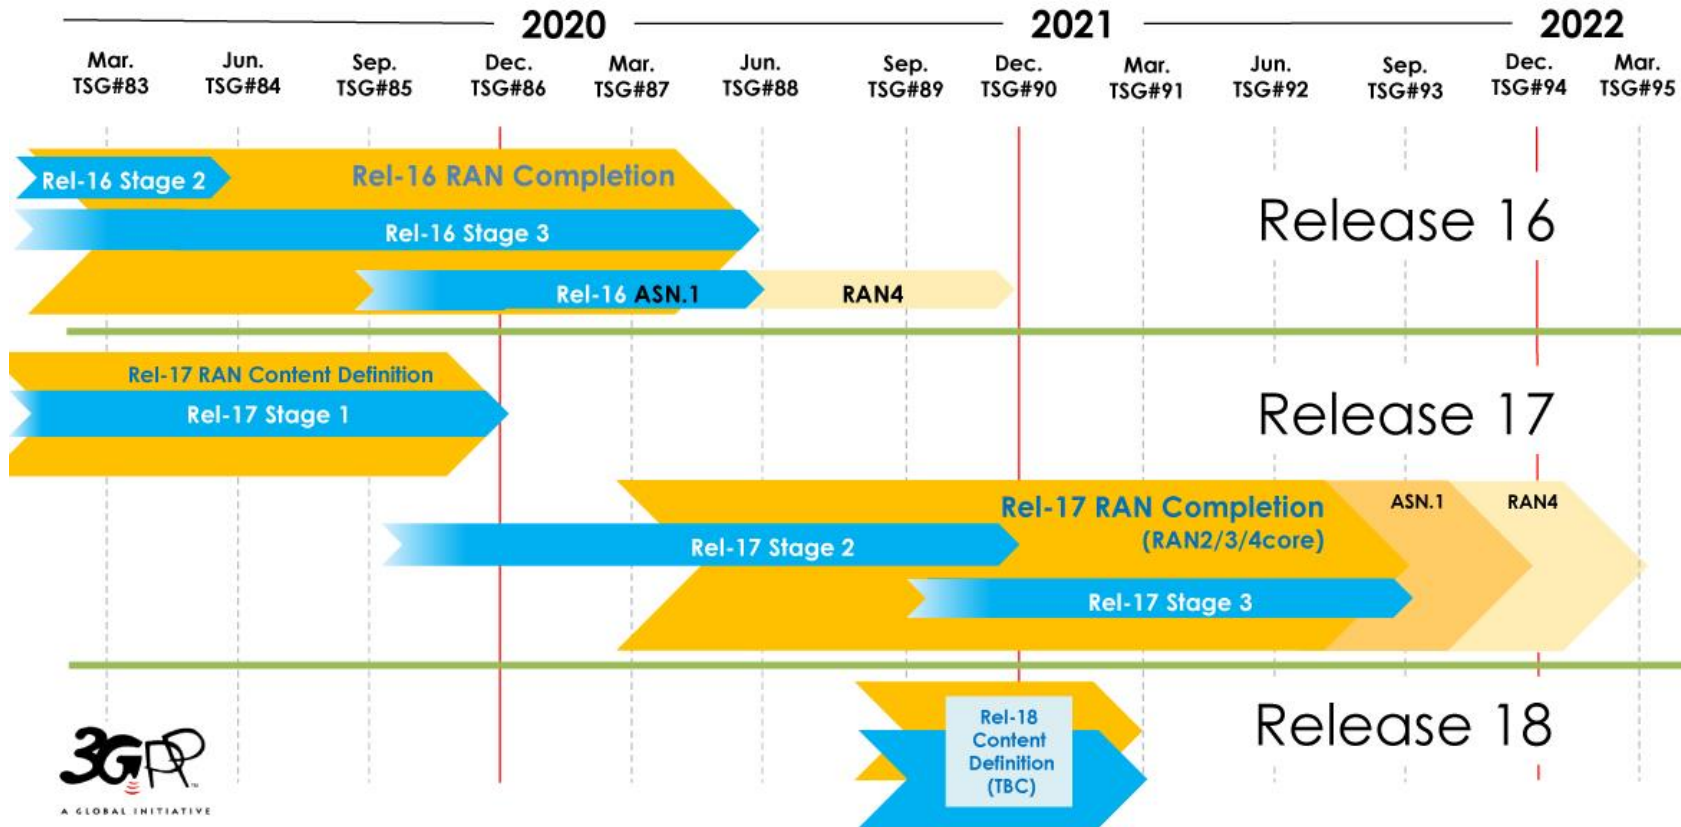 2020
2021
2022
Mar.
TSG#83
Jun.
TSG#84
Sep.
TSG#85
Dec.
TSG#86
Mar.
TSG#87
Jun.
TSG#88
Sep.
TSG#89
Dec.
TSG#90
Mar.
TSG#91
Jun.
TSG#92
Sep.
TSG#93
Dec.
TSG#94
Mar.
TSG#95
Rel-16 Stage 2
Rel-16 RAN Completion
Release 16
Rel-16 Stage 3
Rel-16 ASN.1
RAN4
Rel-17 RAN Content Definition
Rel-17 Stage 1
Release 17
Rel-17 RAN Completion
(RAN2/3/4core)
ASN.1
RAN4
Rel-17 Stage 2
Rel-17 Stage 3
Rel-18
Content
Definition
(TBC)
Release 18
3GPP
TM
A GLOBAL INITIATIVE